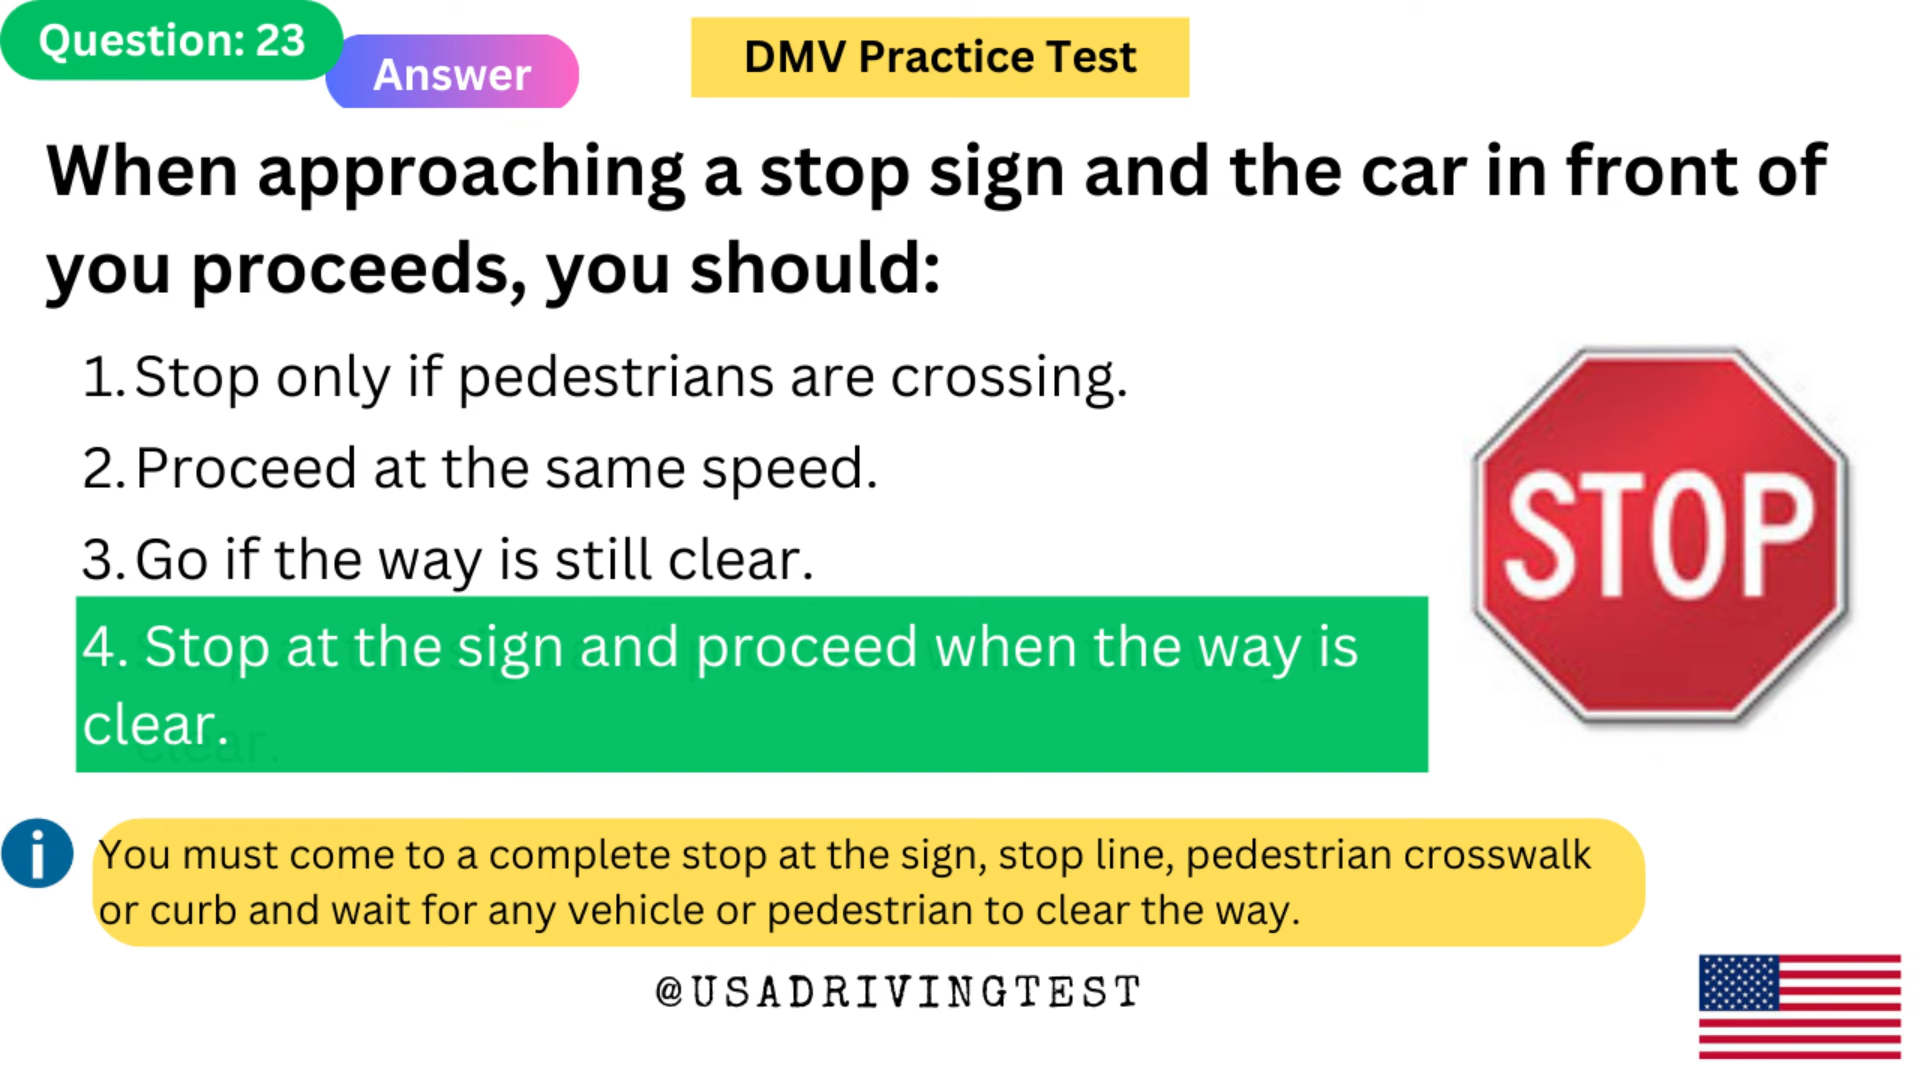 Question: 23
Answer
DMV Practice Test
When approaching a stop sign and the car in front of
you proceeds, you should:
1. Stop only if pedestrians are crossing.
2. Proceed at the same speed.
3. Go if the way is still clear.
4. Stop at the sign and proceed when the way is
clear.
STOP
i
You must come to a complete stop at the sign, stop line, pedestrian crosswalk
or curb and wait for any vehicle or pedestrian to clear the way.
@USADRIVINGTEST